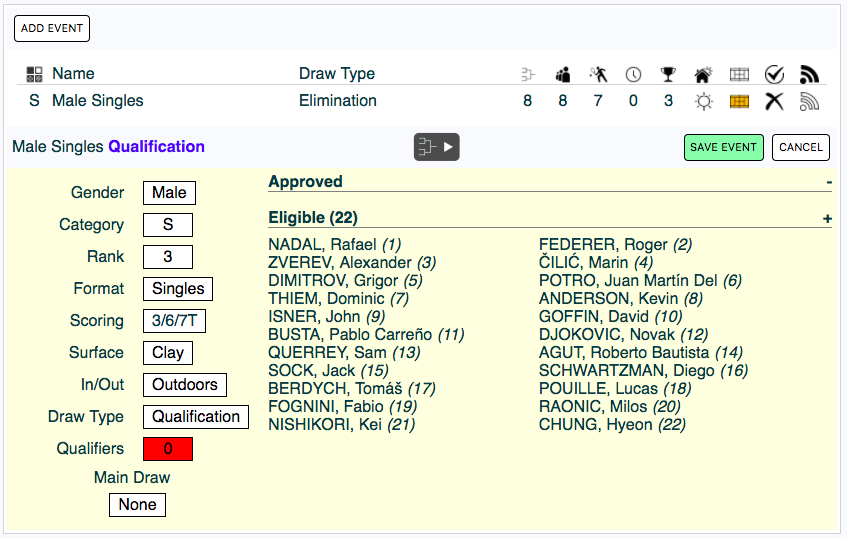 ADD EVENT
Name Draw Type
S Male Singles Elimination 8 8 7 0 3
Male Singles Qualification SAVE EVENT CANCEL
Gender Male
Category S
Rank 3
Format Singles
Scoring 3/6/7T
Surface Clay
In/Out Outdoors
Draw Type Qualification
Qualifiers 0
Main Draw
None
Approved -
Eligible (22) +
NADAL, Rafael (1) FEDERER, Roger (2)
ZVEREV, Alexander (3) ČILIĆ, Marin (4)
DIMITROV, Grigor (5) POTRO, Juan Martín Del (6)
THIEM, Dominic (7) ANDERSON, Kevin (8)
ISNER, John (9) GOFFIN, David (10)
BUSTA, Pablo Carreño (11) DJOKOVIC, Novak (12)
QUERREY, Sam (13) AGUT, Roberto Bautista (14)
SOCK, Jack (15) SCHWARTZMAN, Diego (16)
BERDYCH, Tomáš (17) POUILLE, Lucas (18)
FOGNINI, Fabio (19) RAONIC, Milos (20)
NISHIKORI, Kei (21) CHUNG, Hyeon (22)